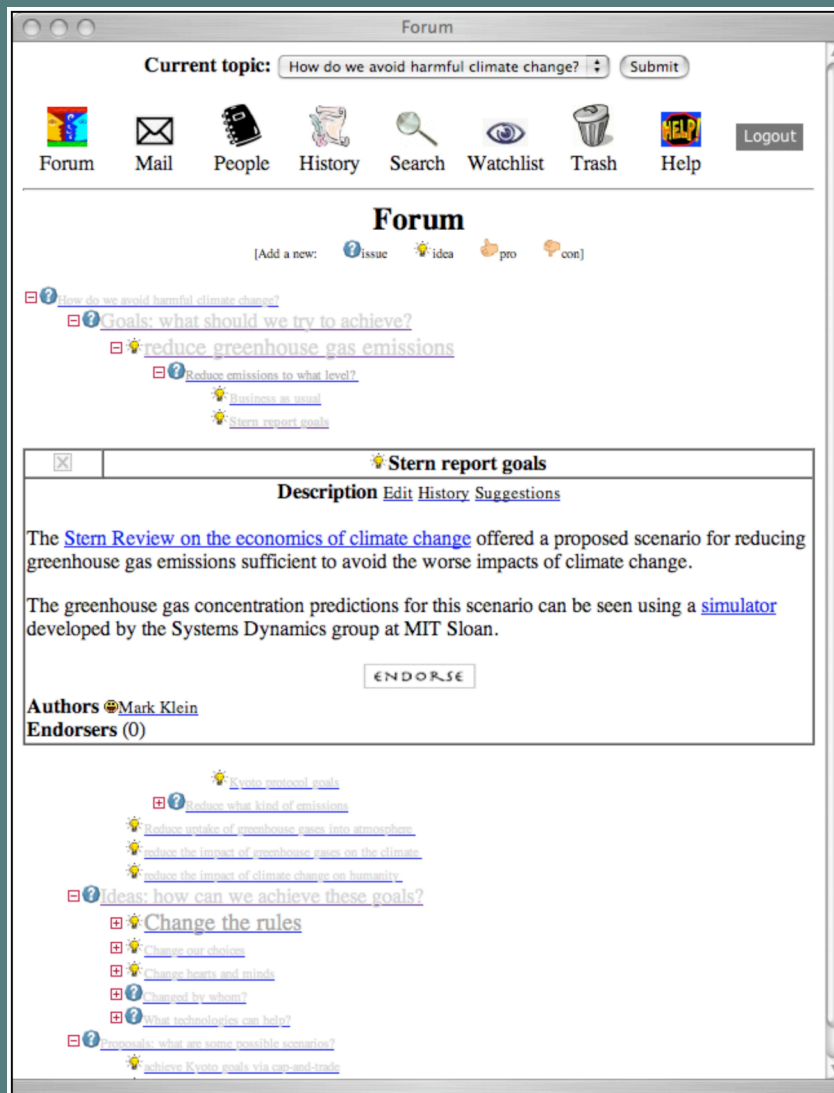 Forum
Current topic: How do we avoid harmful climate change? Submit
HELP!
Forum Mail People History Search Watchlist Trash Help Logout
Forum
[Add a new: issue idea pro con]
How do we avoid harmful climate change?
Goals: what should we try to achieve?
reduce greenhouse gas emissions
Reduce emissions to what level?
Business as usual
Stern report goals
Stern report goals
Description Edit History Suggestions
The Stern Review on the economics of climate change offered a proposed scenario for reducing
greenhouse gas emissions sufficient to avoid the worse impacts of climate change.
The greenhouse gas concentration predictions for this scenario can be seen using a simulator
developed by the Systems Dynamics group at MIT Sloan.
ENDORSE
Authors Mark Klein
Endorsers (0)
Kyoto protocol goals
Reduce what kind of emissions
Reduce uptake of greenhouse gases into atmosphere
reduce the impact of greenhouse gases on the climate
reduce the impact of climate change on humanity
Ideas: how can we achieve these goals?
Change the rules
Change our choices
Change hearts and minds
Changed by whom?
What technologies can help?
Proposals: what are some possible scenarios?
achieve Kyoto goals via cap-and-trade